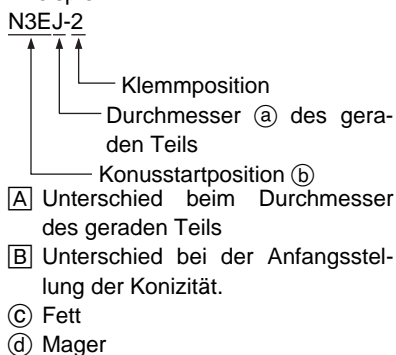 N3EJ-2
Klemmposition
Durchmesser ⓐ des gera-
den Teils
Konusstartposition ⓑ
🄰 Unterschied beim Durchmesser
des geraden Teils
🄱 Unterschied bei der Anfangsstel-
lung der Konizität.
ⓒ Fett
ⓓ Mager